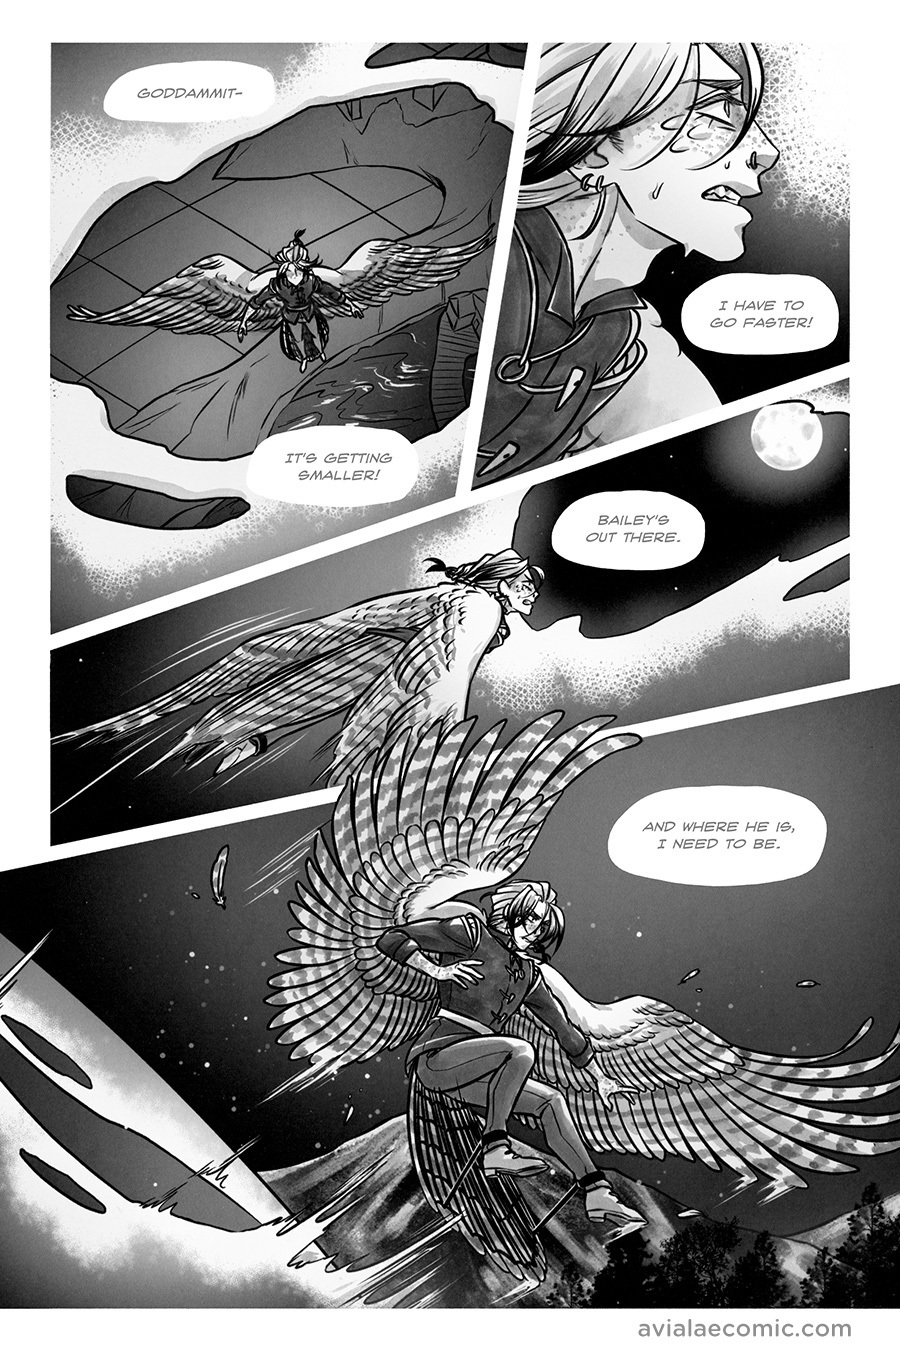 GODDAMMIT-
IT'S GETTING
SMALLER!
I HAVE TO
GO FASTER!
BAILEY'S
OUT THERE.
AND WHERE HE IS,
I NEED TO BE.
avialaecomic.com